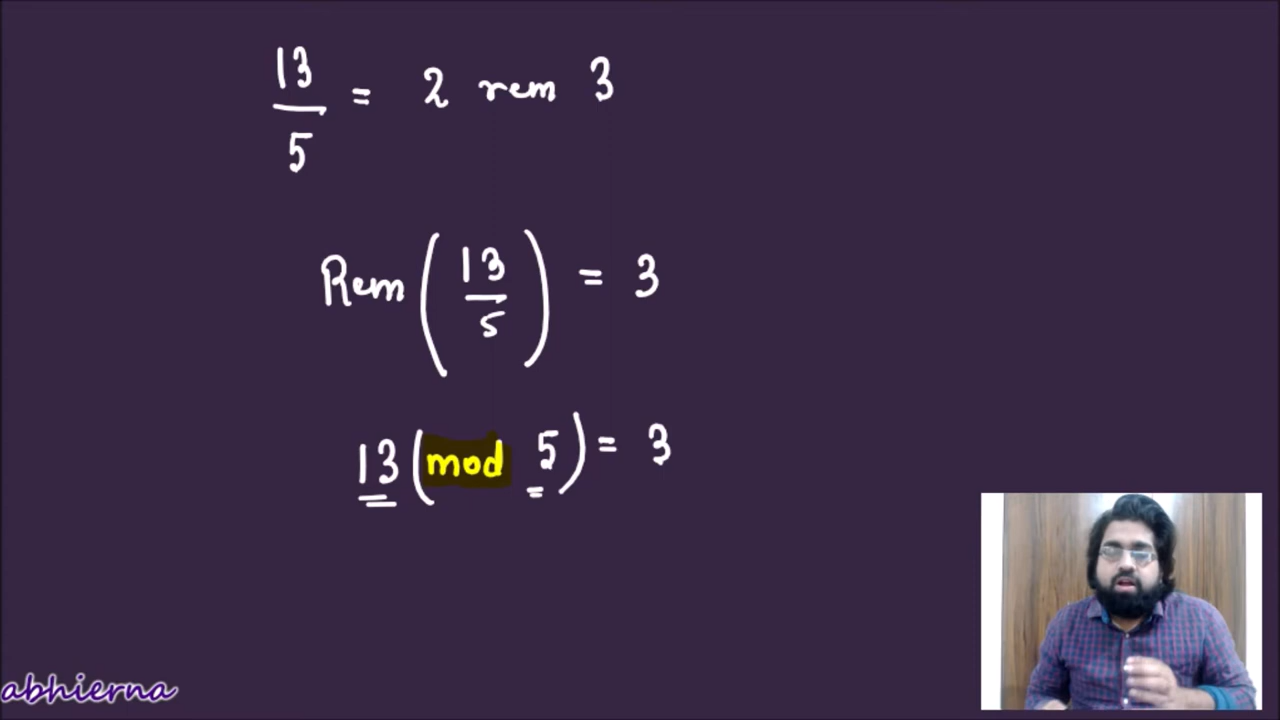 13/5 = 2 rem 3
Rem(13/5) = 3
13(mod 5) = 3
abhierna